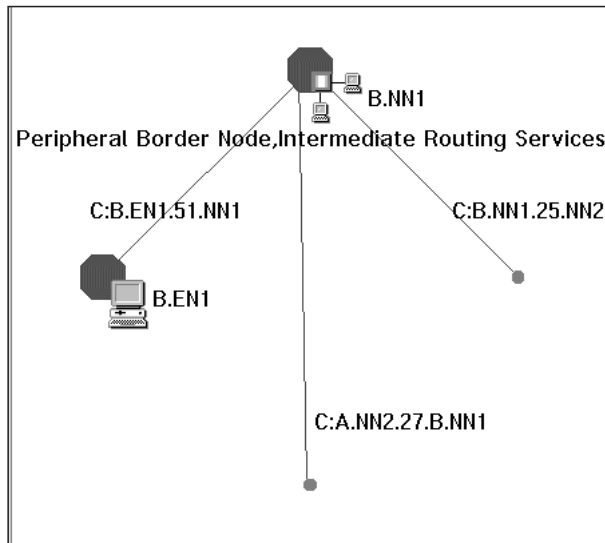 B.NN1
Peripheral Border Node,Intermediate Routing Services
C:B.EN1.51.NN1
C:B.NN1.25.NN2
B.EN1
C:A.NN2.27.B.NN1